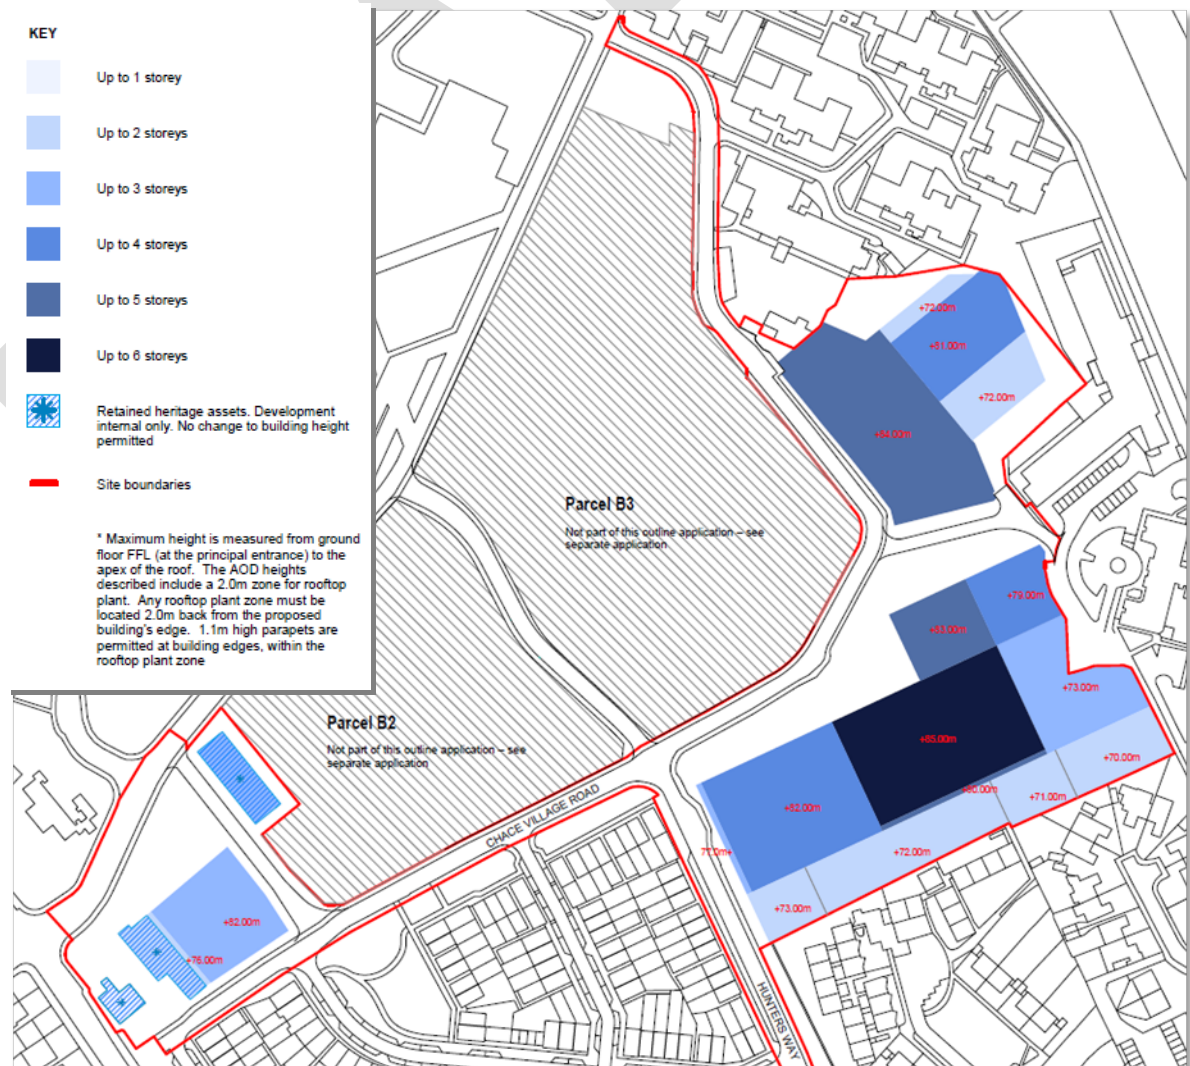 KEY
Up to 1 storey
Up to 2 storeys
Up to 3 storeys
Up to 4 storeys
Up to 5 storeys
Up to 6 storeys
Retained heritage assets. Development
internal only. No change to building height
permitted
Site boundaries
* Maximum height is measured from ground
floor FFL (at the principal entrance) to the
apex of the roof. The AOD heights
described include a 2.0m zone for rooftop
plant. Any rooftop plant zone must be
located 2.0m back from the proposed
building's edge. 1.1m high parapets are
permitted at building edges, within the
rooftop plant zone
+72.00m
+81.00m
+72.00m
+84.00m
Parcel B3
Not part of this outline application – see
separate application
+79.00m
+83.00m
+73.00m
+85.00m
+70.00m
+80.00m
+71.00m
+82.00m
+72.00m
+73.00m
Parcel B2
Not part of this outline application – see
separate application
CHACE VILLAGE ROAD
HUNTERS WAY
+82.00m
+76.00m